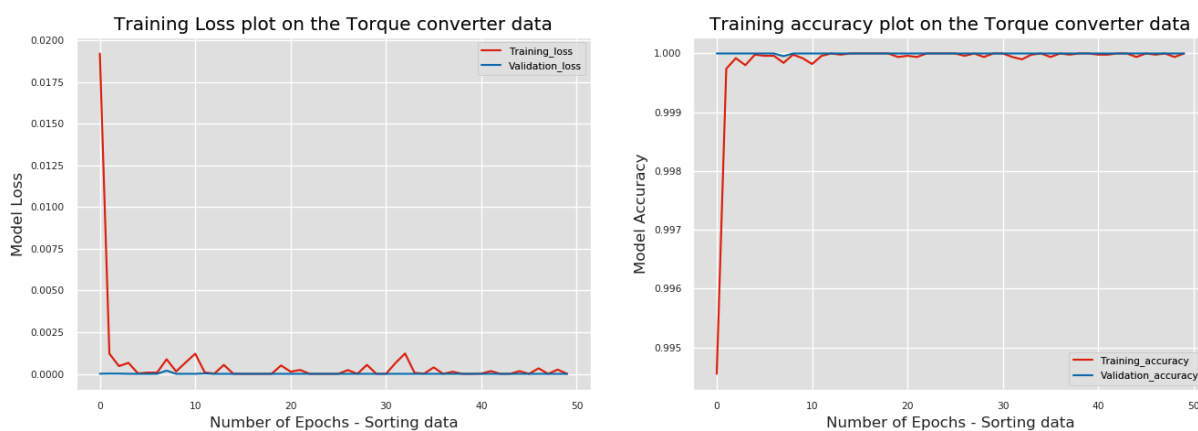 Training Loss plot on the Torque converter data
0.0200
0.0175
0.0150
0.0125
0.0100
0.0075
0.0050
0.0025
0.0000
Model Loss
Training_loss
Validation_loss
0 10 20 30 40 50
Number of Epochs - Sorting data
Training accuracy plot on the Torque converter data
1.000
0.999
0.998
0.997
0.996
0.995
Model Accuracy
Training_accuracy
Validation_accuracy
0 10 20 30 40 50
Number of Epochs - Sorting data